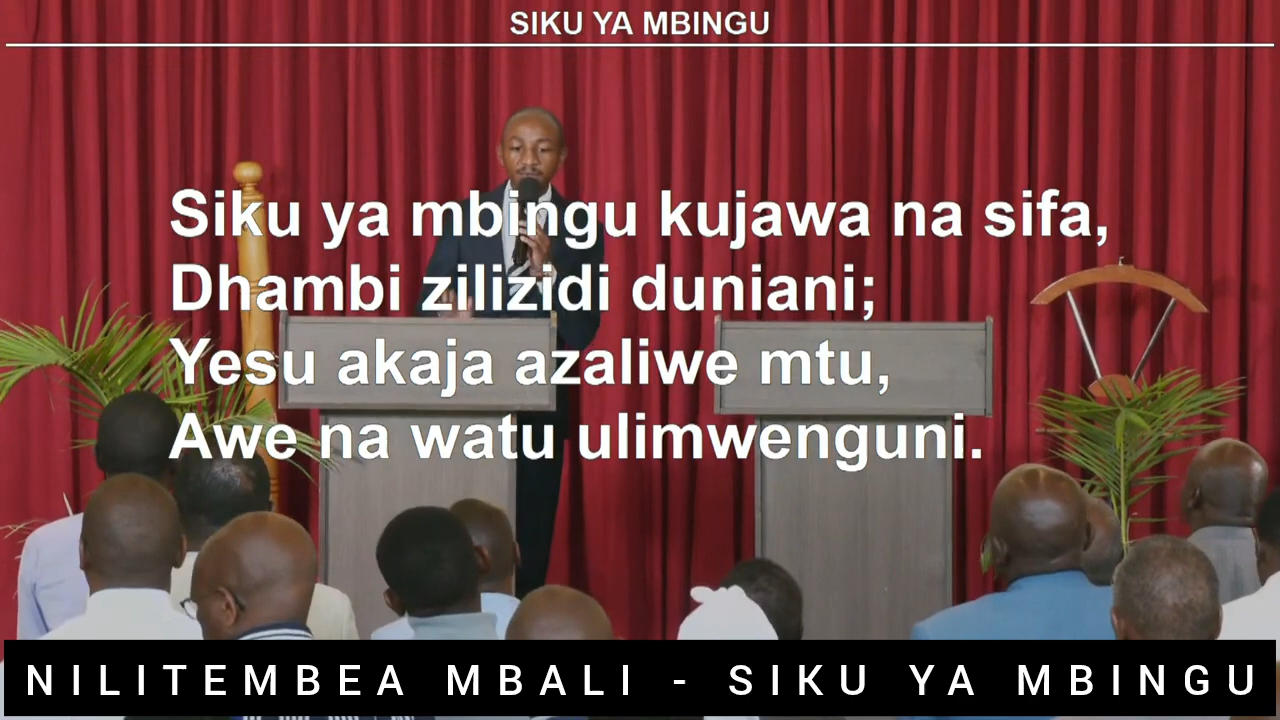 SIKU YA MBINGU
Siku ya mbingu kujawa na sifa,
Dhambi zilizidi duniani;
Yesu akaja azaliwe mtu,
Awe na watu ulimwenguni.
NILITEMBEA MBALI - SIKU YA MBINGU